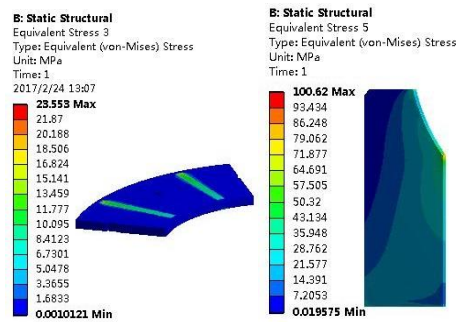 B: Static Structural
Equivalent Stress 3
Type: Equivalent (von-Mises) Stress
Unit: MPa
Time: 1
2017/2/24 13:07
23.553 Max
21.87
20.188
18.506
16.824
15.141
13.459
11.777
10.095
8.4123
6.7301
5.0478
3.3655
1.6833
0.0010121 Min
B: Static Structural
Equivalent Stress 5
Type: Equivalent (von-Mises) Stress
Unit: MPa
Time: 1
100.62 Max
93.434
86.248
79.062
71.877
64.691
57.505
50.32
43.134
35.948
28.762
21.577
14.391
7.2053
0.019575 Min